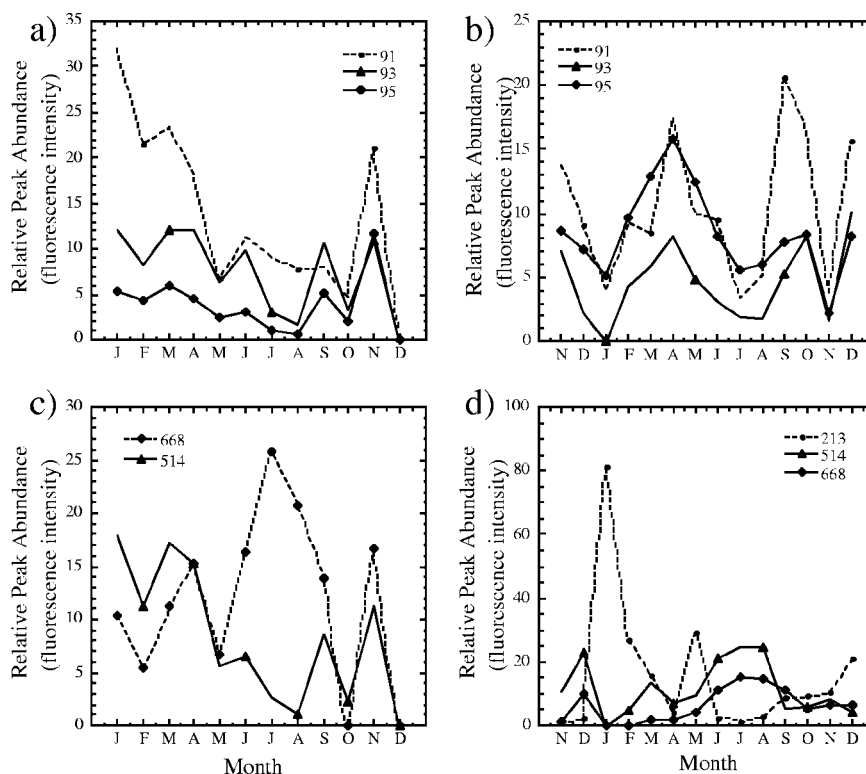 a)
Relative Peak Abundance
(fluorescence intensity)
35
30
25
20
15
10
5
0
91
93
95
J F M A M J J A S O N D
b)
Relative Peak Abundance
(fluorescence intensity)
25
20
15
10
5
0
91
93
95
N D J F M A M J J A S O N D
c)
Relative Peak Abundance
(fluorescence intensity)
30
25
20
15
10
5
0
668
514
J F M A M J J A S O N D
Month
d)
Relative Peak Abundance
(fluorescence intensity)
100
80
60
40
20
0
213
514
668
N D J F M A M J J A S O N D
Month